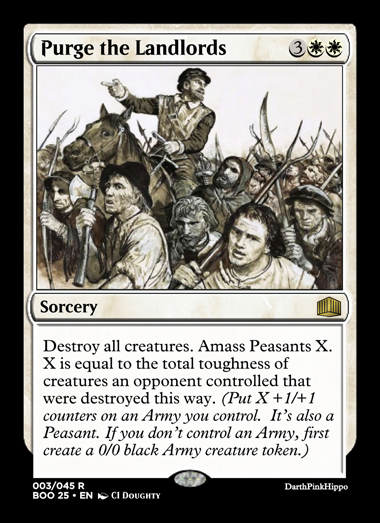 Purge the Landlords 3
Sorcery
Destroy all creatures. Amass Peasants X.
X is equal to the total toughness of
creatures an opponent controlled that
were destroyed this way. (Put X +1/+1
counters on an Army you control.  It's also a
Peasant. If you don't control an Army, first
create a 0/0 black Army creature token.)
003/045 R
BOO 25 • EN CI DOUGHTY DarthPinkHippo